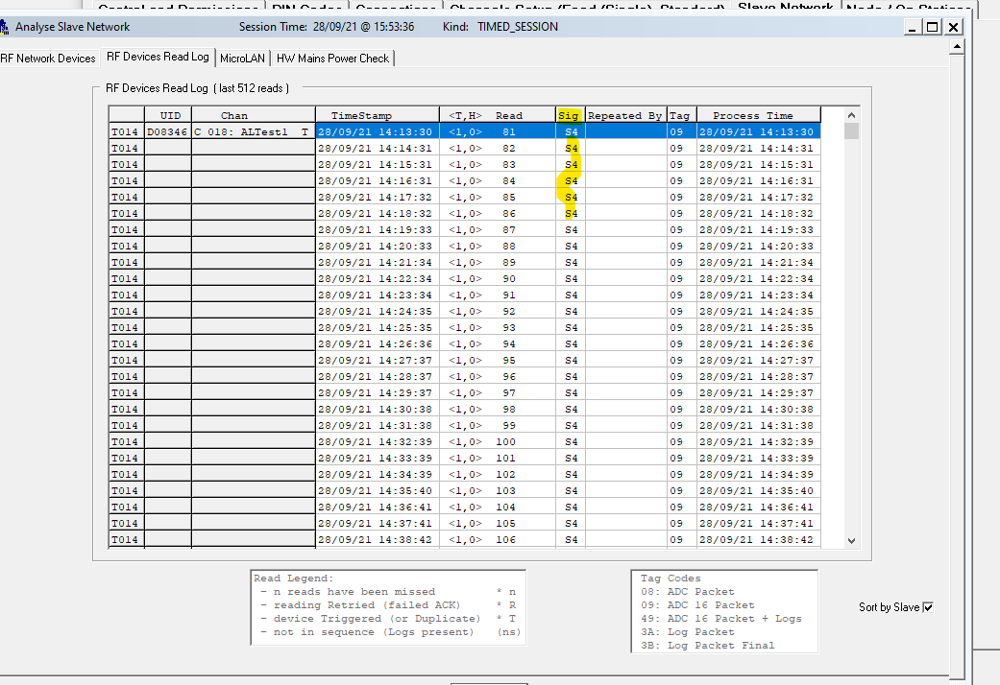 Control and Permissions PIN Codes Connections Channels Setup (Food (Single), Standard) Slave Network
Analyse Slave Network Session Time: 28/09/21 @ 15:53:36 Kind: TIMED_SESSION
RF Network Devices RF Devices Read Log MicroLAN HW Mains Power Check
RF Devices Read Log ( last 512 reads )
UID Chan TimeStamp <T,H> Read Sig Repeated By Tag Process Time
T014 D08346 C 018: ALTest1 T 28/09/21 14:13:30 <1,0> 81 S4 09 28/09/21 14:13:30
T014 28/09/21 14:14:31 <1,0> 82 S4 09 28/09/21 14:14:31
T014 28/09/21 14:15:31 <1,0> 83 S4 09 28/09/21 14:15:31
T014 28/09/21 14:16:31 <1,0> 84 S4 09 28/09/21 14:16:31
T014 28/09/21 14:17:32 <1,0> 85 S4 09 28/09/21 14:17:32
T014 28/09/21 14:18:32 <1,0> 86 S4 09 28/09/21 14:18:32
T014 28/09/21 14:19:33 <1,0> 87 S4 09 28/09/21 14:19:33
T014 28/09/21 14:20:33 <1,0> 88 S4 09 28/09/21 14:20:33
T014 28/09/21 14:21:34 <1,0> 89 S4 09 28/09/21 14:21:34
T014 28/09/21 14:22:34 <1,0> 90 S4 09 28/09/21 14:22:34
T014 28/09/21 14:23:34 <1,0> 91 S4 09 28/09/21 14:23:34
T014 28/09/21 14:24:35 <1,0> 92 S4 09 28/09/21 14:24:35
T014 28/09/21 14:25:35 <1,0> 93 S4 09 28/09/21 14:25:35
T014 28/09/21 14:26:36 <1,0> 94 S4 09 28/09/21 14:26:36
T014 28/09/21 14:27:37 <1,0> 95 S4 09 28/09/21 14:27:37
T014 28/09/21 14:28:37 <1,0> 96 S4 09 28/09/21 14:28:37
T014 28/09/21 14:29:37 <1,0> 97 S4 09 28/09/21 14:29:37
T014 28/09/21 14:30:38 <1,0> 98 S4 09 28/09/21 14:30:38
T014 28/09/21 14:31:38 <1,0> 99 S4 09 28/09/21 14:31:38
T014 28/09/21 14:32:39 <1,0> 100 S4 09 28/09/21 14:32:39
T014 28/09/21 14:33:39 <1,0> 101 S4 09 28/09/21 14:33:39
T014 28/09/21 14:34:39 <1,0> 102 S4 09 28/09/21 14:34:39
T014 28/09/21 14:35:40 <1,0> 103 S4 09 28/09/21 14:35:40
T014 28/09/21 14:36:41 <1,0> 104 S4 09 28/09/21 14:36:41
T014 28/09/21 14:37:41 <1,0> 105 S4 09 28/09/21 14:37:41
T014 28/09/21 14:38:42 <1,0> 106 S4 09 28/09/21 14:38:42
Read Legend:
- n reads have been missed * n
- reading Retried (failed ACK) * R
- device Triggered (or Duplicate) * T
- not in sequence (Logs present) (ns)
Tag Codes
08: ADC Packet
09: ADC 16 Packet
49: ADC 16 Packet + Logs
3A: Log Packet
3B: Log Packet Final
Sort by Slave